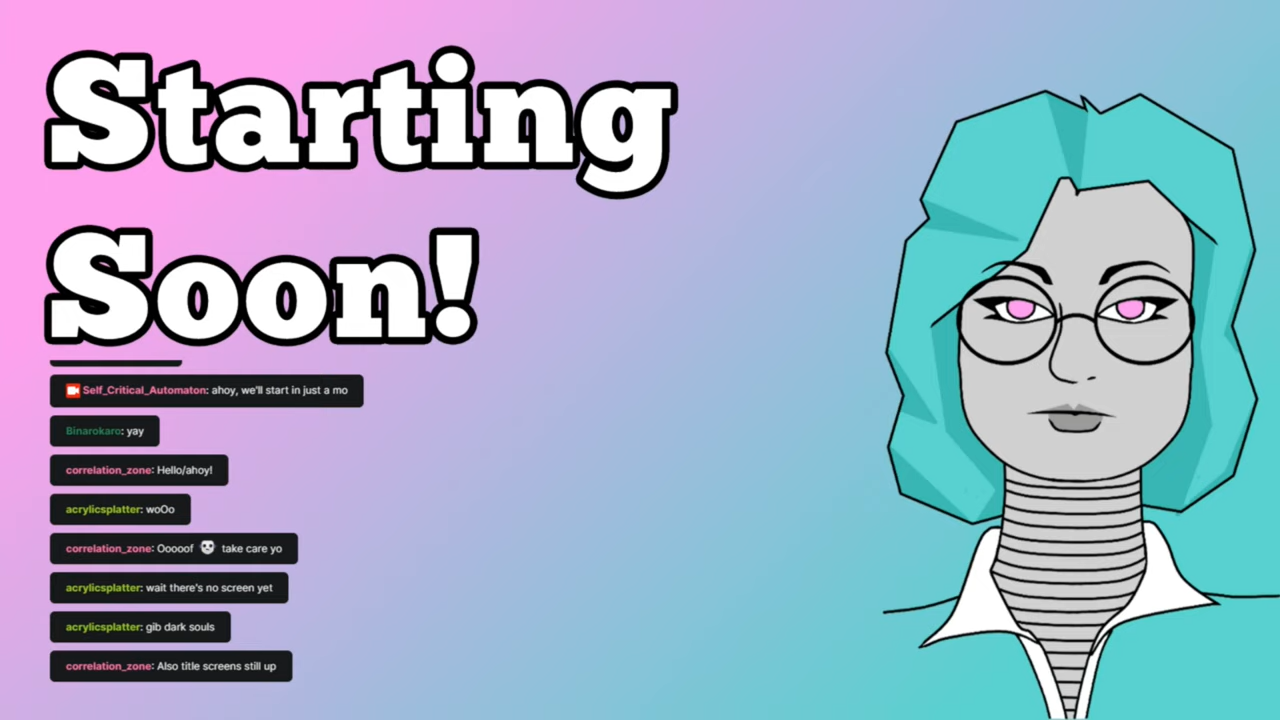 Starting
Soon!
Self_Critical_Automaton: ahoy, we'll start in just a mo
Binarokaro: yay
correlation_zone: Hello/ahoy!
acrylicsplatter: woOo
correlation_zone: Ooooof take care yo
acrylicsplatter: wait there's no screen yet
acrylicsplatter: gib dark souls
correlation_zone: Also title screens still up